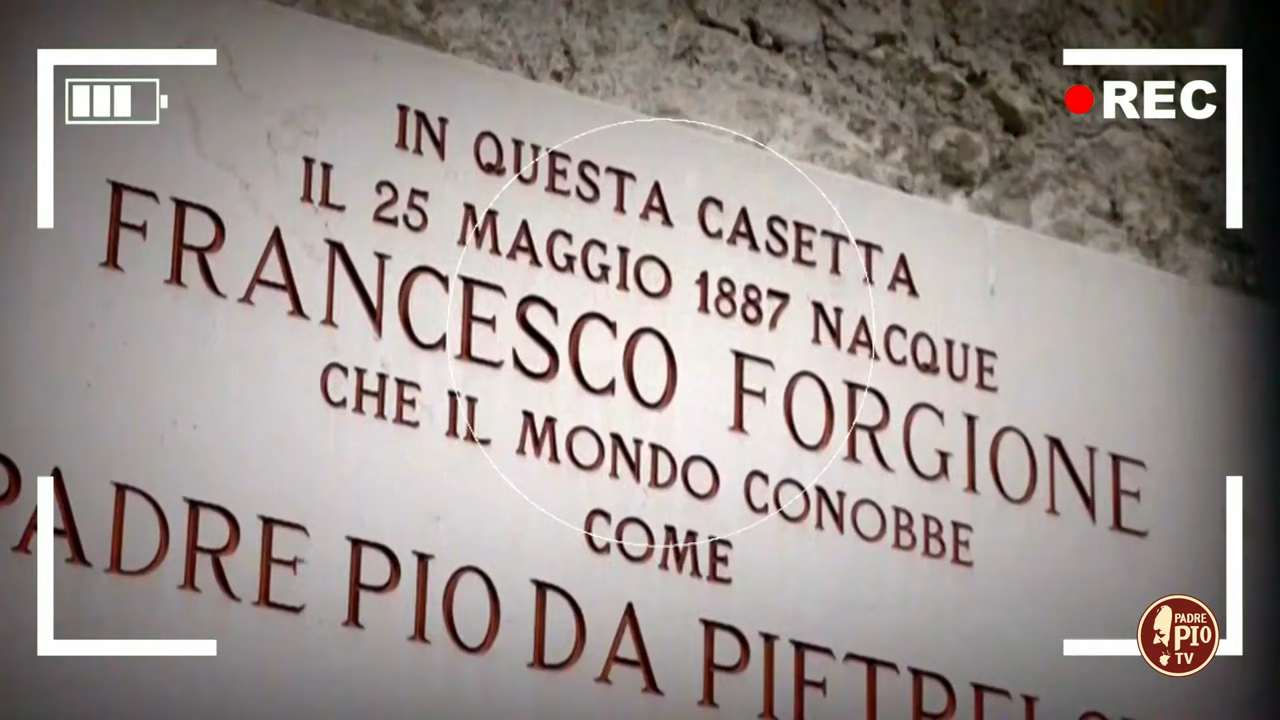 REC
IN QUESTA CASETTA
IL 25 MAGGIO 1887 NACQUE
FRANCESCO FORGIONE
CHE IL MONDO CONOBBE
COME
PADRE PIO DA
PADRE
PIO
TV